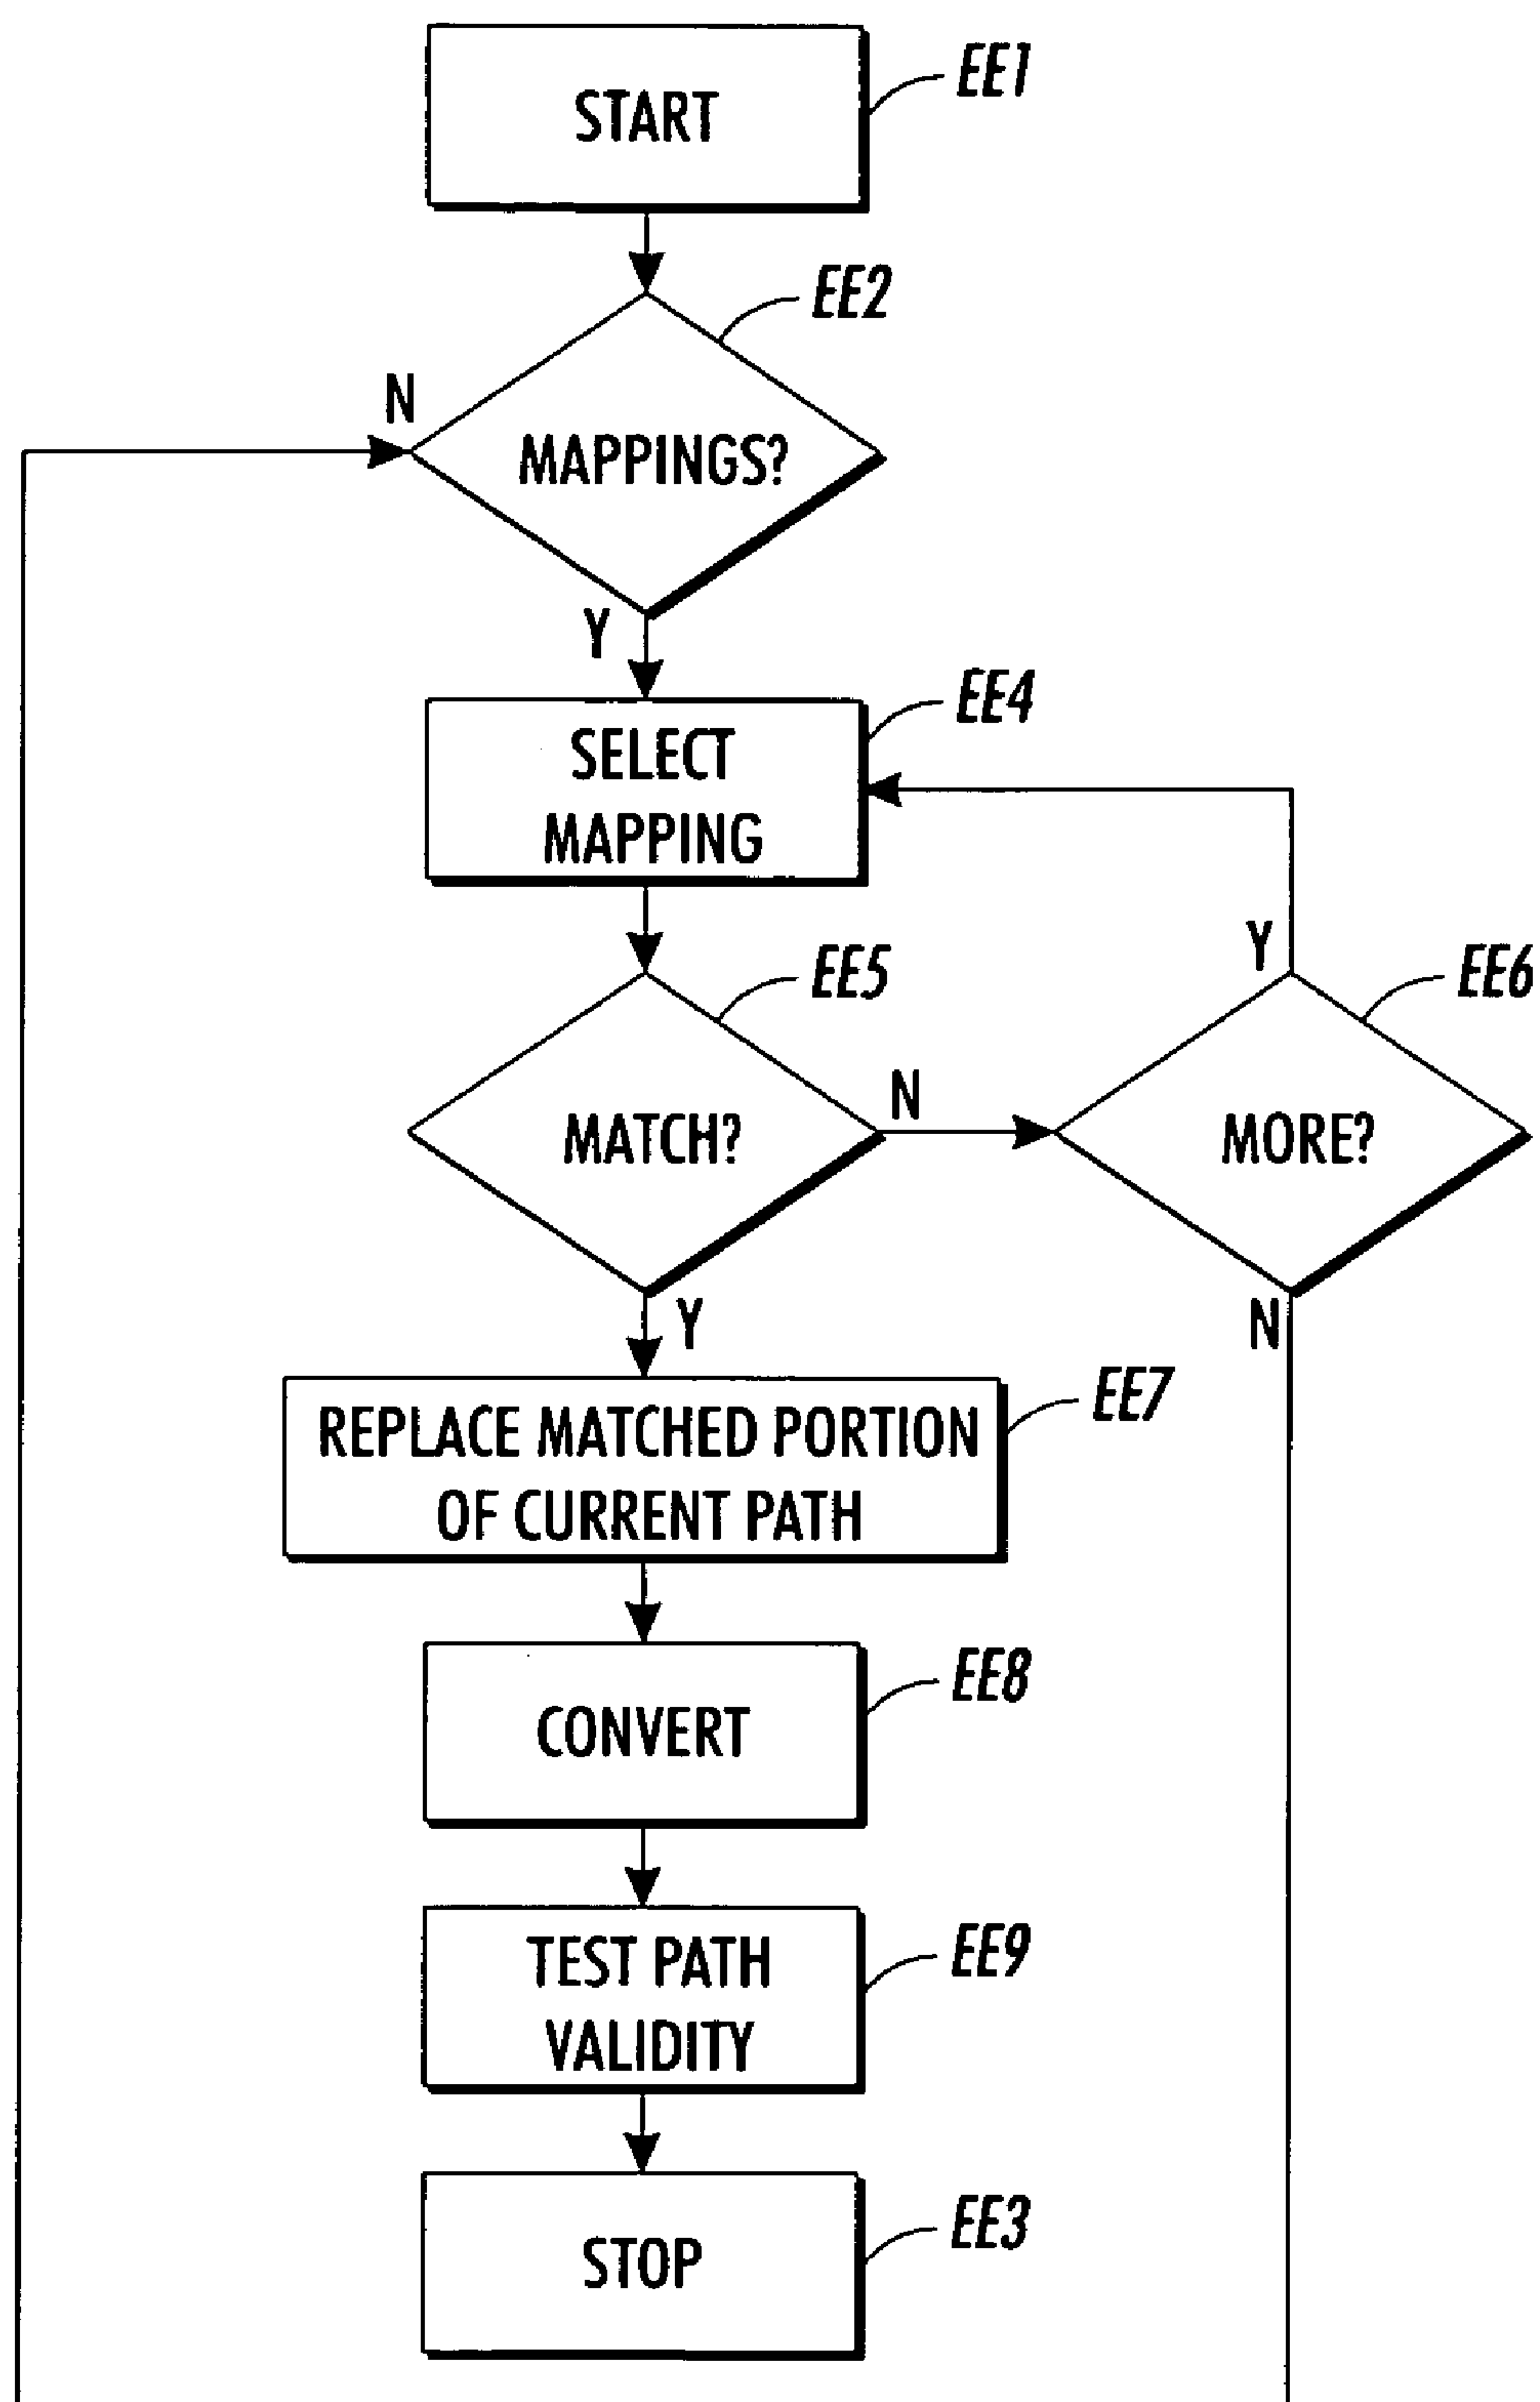 START
EE1
EE2
N
MAPPINGS?
Y
EE4
SELECT
MAPPING
Y
EE5
EE6
N
MATCH?
MORE?
Y
N
EE7
REPLACE MATCHED PORTION
OF CURRENT PATH
EE8
CONVERT
EE9
TEST PATH
VALIDITY
EE3
STOP